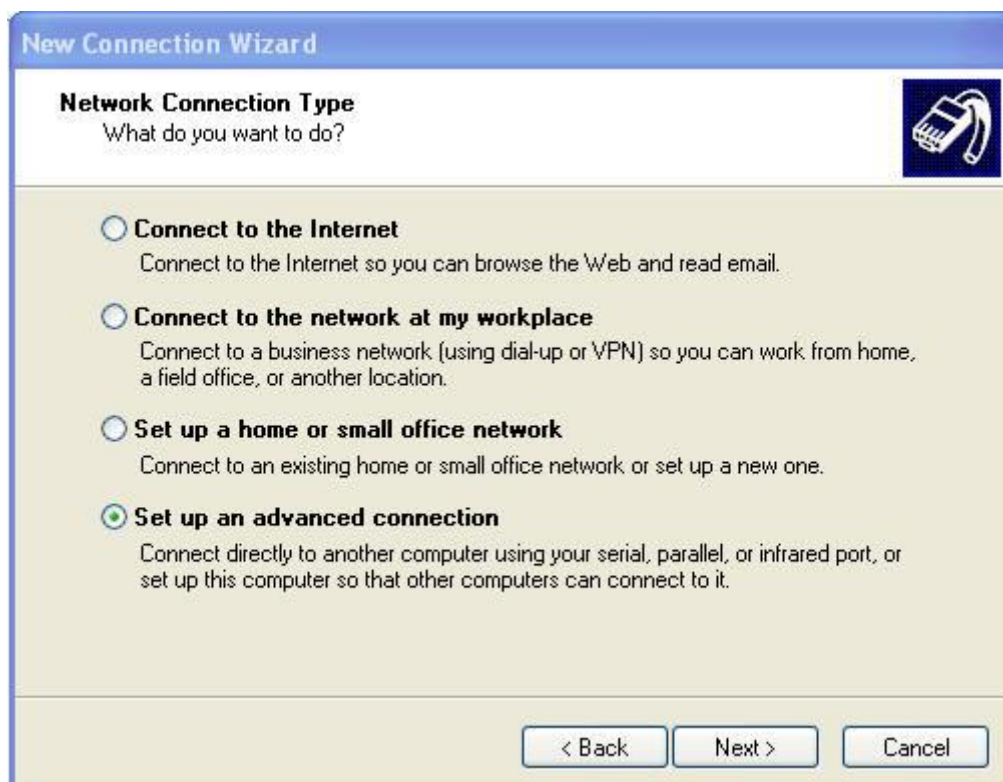 New Connection Wizard
Network Connection Type
What do you want to do?
Connect to the Internet
Connect to the Internet so you can browse the Web and read email.
Connect to the network at my workplace
Connect to a business network (using dial-up or VPN) so you can work from home,
a field office, or another location.
Set up a home or small office network
Connect to an existing home or small office network or set up a new one.
Set up an advanced connection
Connect directly to another computer using your serial, parallel, or infrared port, or
set up this computer so that other computers can connect to it.
< Back Next > Cancel